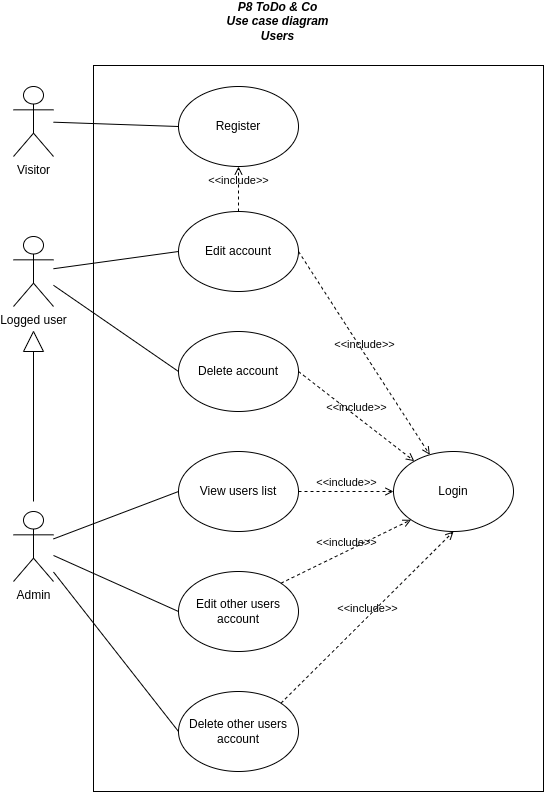 P8 ToDo & Co
Use case diagram
Users
Register
Visitor
<<include>>
Edit account
Logged user
<<include>>
Delete account
<<include>>
View users list
<<include>>
Login
<<include>>
Admin
Edit other users
account
<<include>>
Delete other users
account